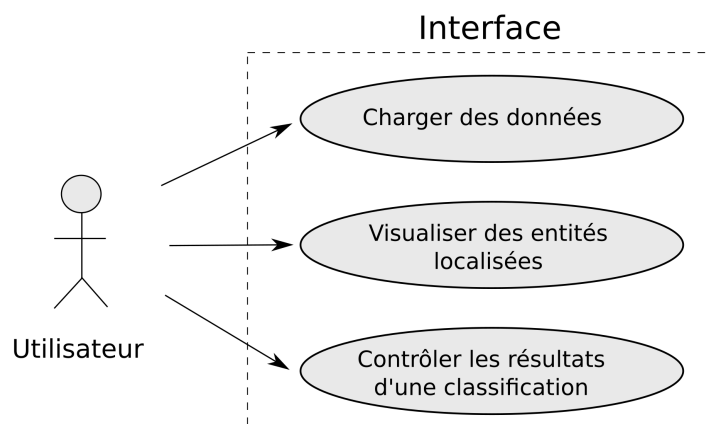 Interface
Charger des données
Visualiser des entités
localisées
Utilisateur
Contrôler les résultats
d'une classification